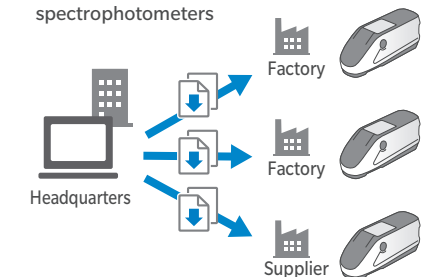 spectrophotometers
Factory
Headquarters
Factory
Supplier